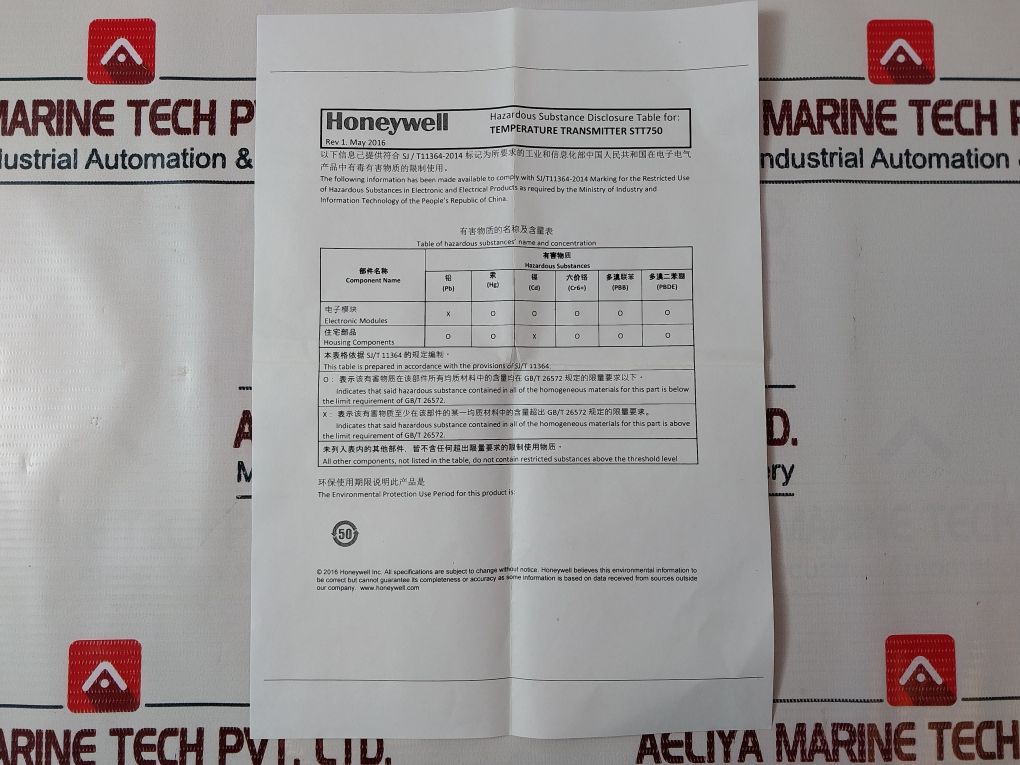 MARINE TECH PV
MARINE TECH PVT
dustrial Automation &
ndustrial Automation
Honeywell
Rev 1. May 2016
Hazardous Substance Disclosure Table for:
TEMPERATURE TRANSMITTER STT750
以下信息已提供符合 SJ / T11364-2014 标记为所要求的工业和信息化部中国人民共和国在电子电气
产品中有毒有害物质的限制使用。
The following information has been made available to comply with SJ/T11364-2014 Marking for the Restricted Use
of Hazardous Substances in Electronic and Electrical Products as required by the Ministry of Industry and
Information Technology of the People's Republic of China.
有害物质的名称及含量表
Table of hazardous substances' name and concentration
部件名称
Component Name
有害物质
Hazardous Substances
铅 汞 镉 六价铬 多溴联苯 多溴二苯醚
(Pb) (Hg) (Cd) (Cr6+) (PBB) (PBDE)
电子模块
Electronic Modules
X O O O O O
住宅部品
Housing Components
O O X O O O
本表格依据 SJ/T 11364 的规定编制。
This table is prepared in accordance with the provisions of SJ/T 11364.
O： 表示该有害物质在该部件所有均质材料中的含量均在 GB/T 26572 规定的限量要求以下。
Indicates that said hazardous substance contained in all of the homogeneous materials for this part is below
the limit requirement of GB/T 26572.
X： 表示该有害物质至少在该部件的某一均质材料中的含量超出 GB/T 26572 规定的限量要求。
Indicates that said hazardous substance contained in all of the homogeneous materials for this part is above
the limit requirement of GB/T 26572.
未列入表内的其他部件，皆不含任何超出限量要求的限制使用物质。
All other components, not listed in the table, do not contain restricted substances above the threshold level
环保使用期限说明此产品是
The Environmental Protection Use Period for this product is:
50
© 2016 Honeywell Inc. All specifications are subject to change without notice. Honeywell believes this environmental information to
be correct but cannot guarantee its completeness or accuracy as some information is based on data received from sources outside
our company. www.honeywell.com
A
D.
M
ry
ARINE TECH PVT. LTD.
AELIYA MARINE TECH